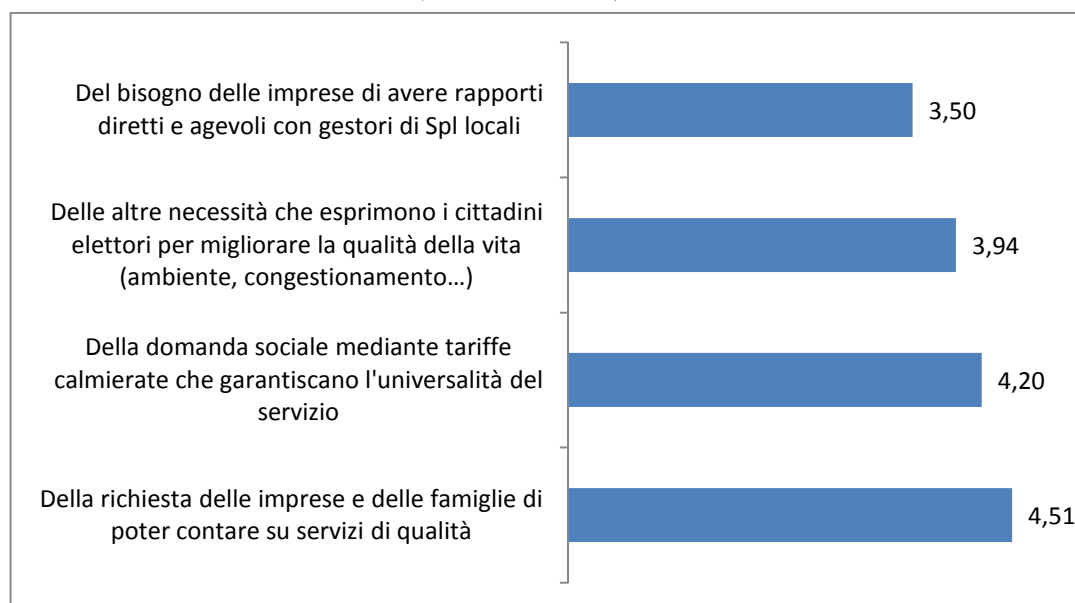 Del bisogno delle imprese di avere rapporti
diretti e agevoli con gestori di Spl locali
3,50
Delle altre necessità che esprimono i cittadini
elettori per migliorare la qualità della vita
(ambiente, congestionamento...)
3,94
Della domanda sociale mediante tariffe
calmierate che garantiscano l'universalità del
servizio
4,20
Della richiesta delle imprese e delle famiglie di
poter contare su servizi di qualità
4,51